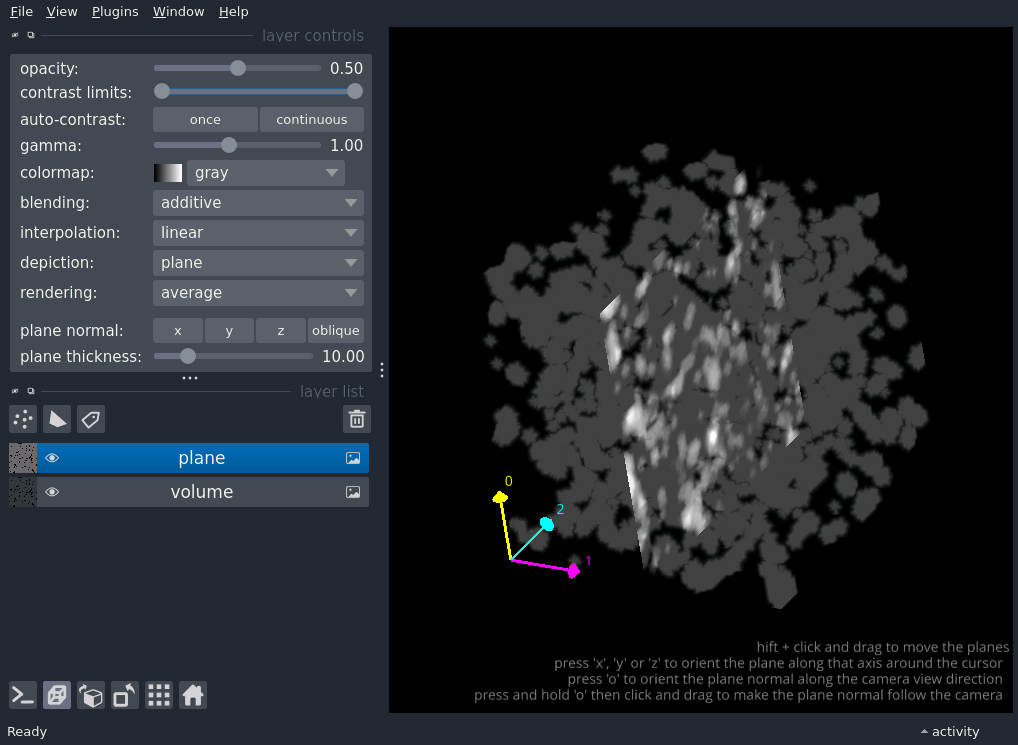 File View Plugins Window Help
layer controls
opacity: 0.50
contrast limits:
auto-contrast: once continuous
gamma: 1.00
colormap: gray
blending: additive
interpolation: linear
depiction: plane
rendering: average
plane normal: x y z oblique
plane thickness: 10.00
layer list
plane
volume
0
2
1
hift + click and drag to move the planes
press 'x', 'y' or 'z' to orient the plane along that axis around the cursor
press 'o' to orient the plane normal along the camera view direction
press and hold 'o' then click and drag to make the plane normal follow the camera
Ready
activity